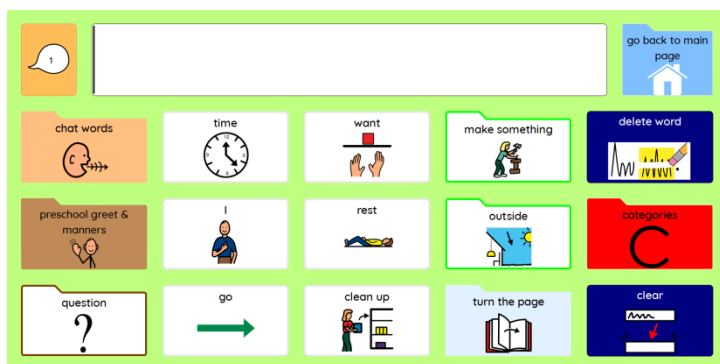 1
go back to main
page
chat words
time
want
make something
delete word
preschool greet &
manners
I
rest
outside
categories
C
question
?
go
clean up
turn the page
clear